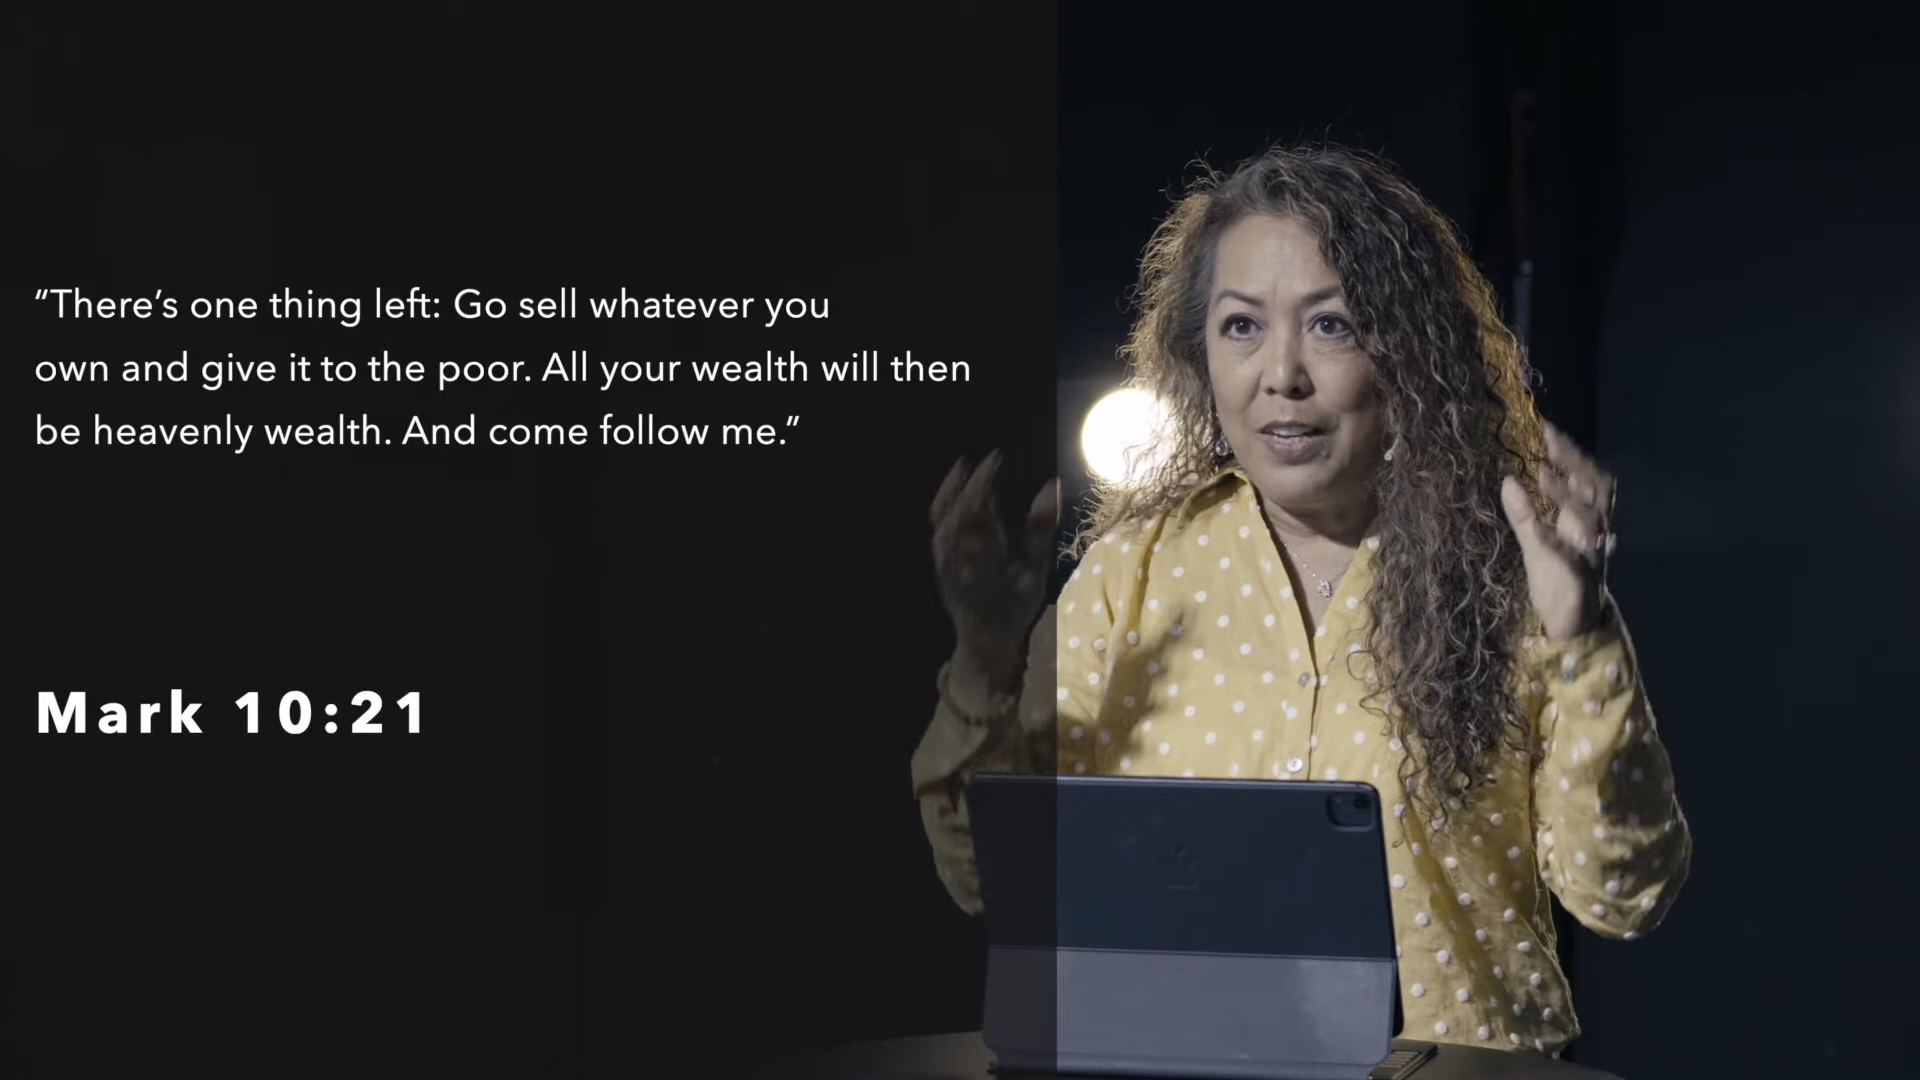 “There’s one thing left: Go sell whatever you
own and give it to the poor. All your wealth will then
be heavenly wealth. And come follow me.”
Mark 10:21